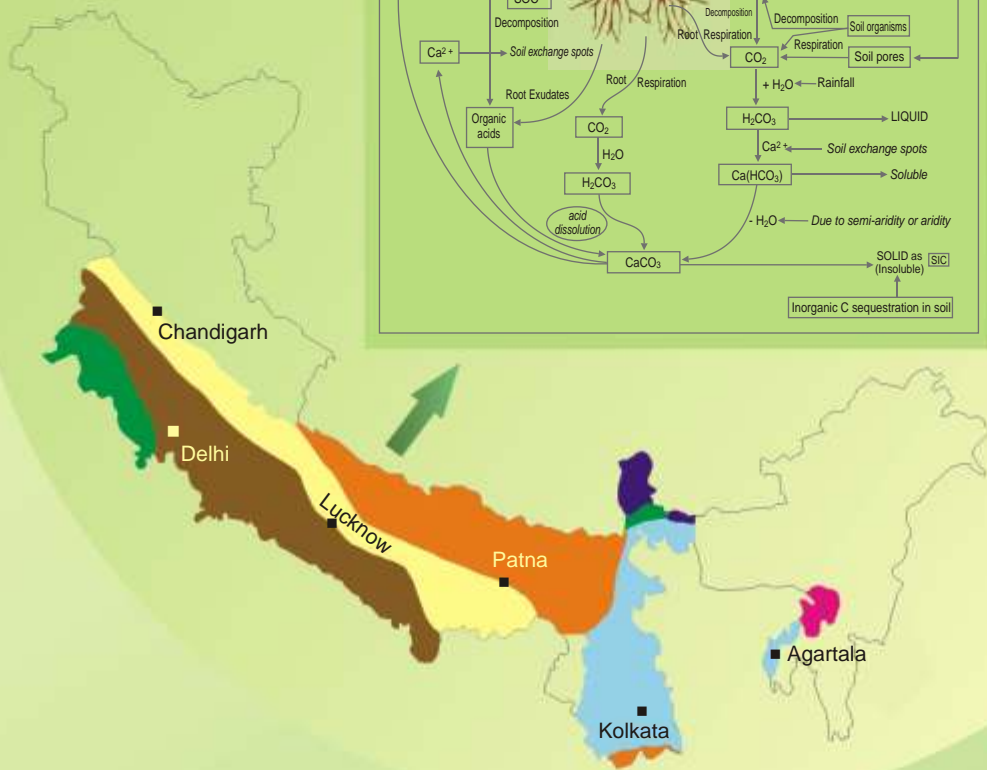 Decomposition
Ca²⁺
Soil exchange spots
Root Exudates
Organic
acids
Root Respiration
CO₂
H₂O
H₂CO₃
acid
dissolution
CaCO₃
Decomposition
Root Respiration
Decomposition
Soil organisms
Respiration
CO₂
Soil pores
+ H₂O
Rainfall
H₂CO₃
LIQUID
Ca²⁺
Soil exchange spots
Ca(HCO₃)
Soluble
- H₂O
Due to semi-aridity or aridity
SOLID as SIC
(Insoluble)
Inorganic C sequestration in soil
Chandigarh
Delhi
Lucknow
Patna
Agartala
Kolkata